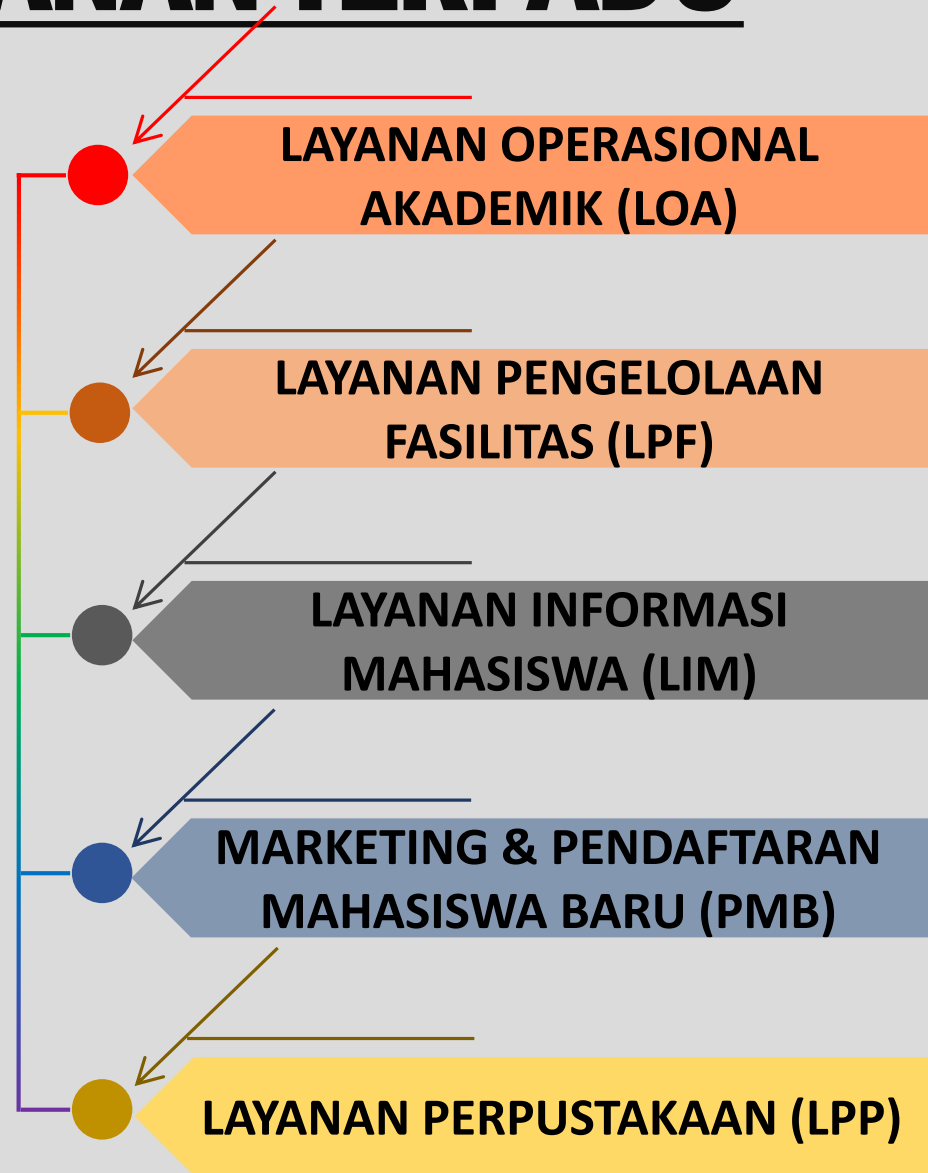 TERPADU
LAYANAN OPERASIONAL
AKADEMIK (LOA)
LAYANAN PENGELOLAAN
FASILITAS (LPF)
LAYANAN INFORMASI
MAHASISWA (LIM)
MARKETING & PENDAFTARAN
MAHASISWA BARU (PMB)
LAYANAN PERPUSTAKAAN (LPP)